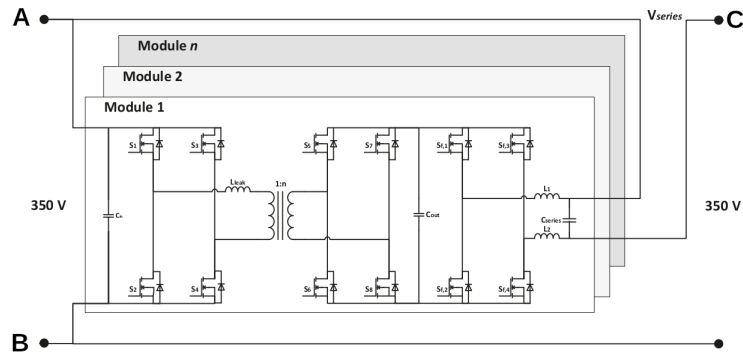 A
C
Vseries
Module n
Module 2
Module 1
S1
S3
S5
S7
Sf,1
Sf,3
Lleak
1:n
L1
350 V
Cout
Cseries
350 V
L2
S2
S4
S6
S8
Sf,2
Sf,4
B